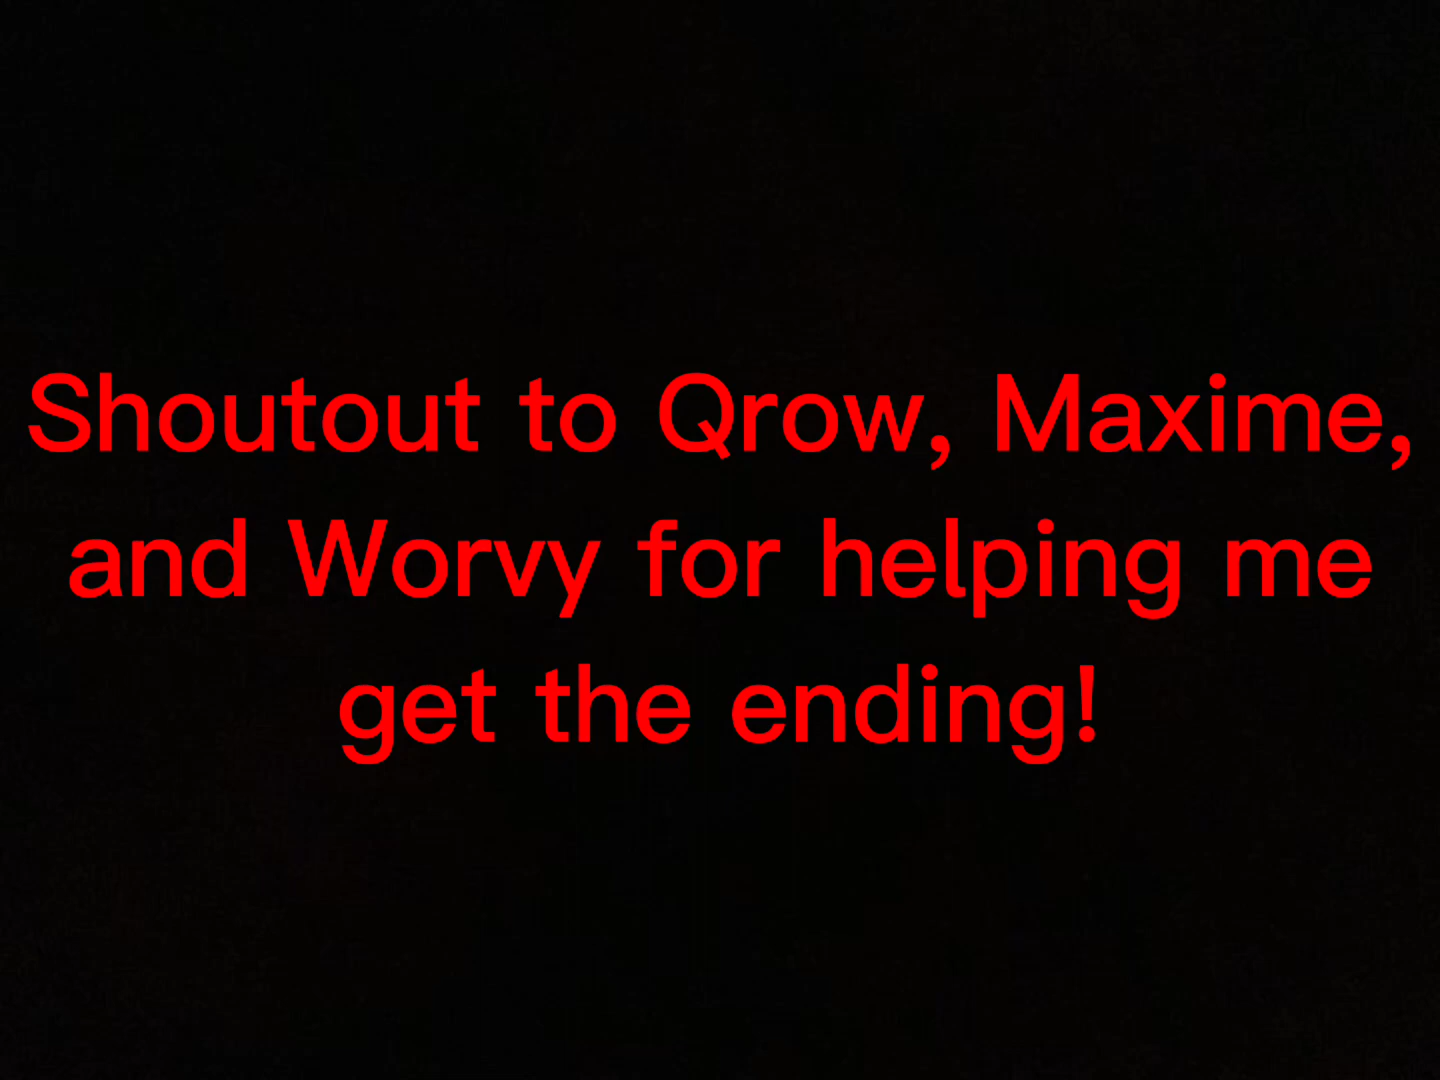 Shoutout to Qrow, Maxime,
and Worvy for helping me
get the ending!